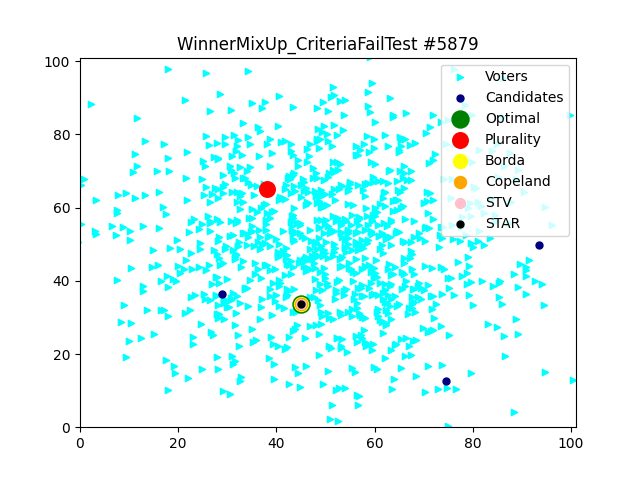 WinnerMixUp_CriteriaFailTest #5879
100
80
60
40
20
0
0
20
40
60
80
100
Voters
Candidates
Optimal
Plurality
Borda
Copeland
STV
STAR